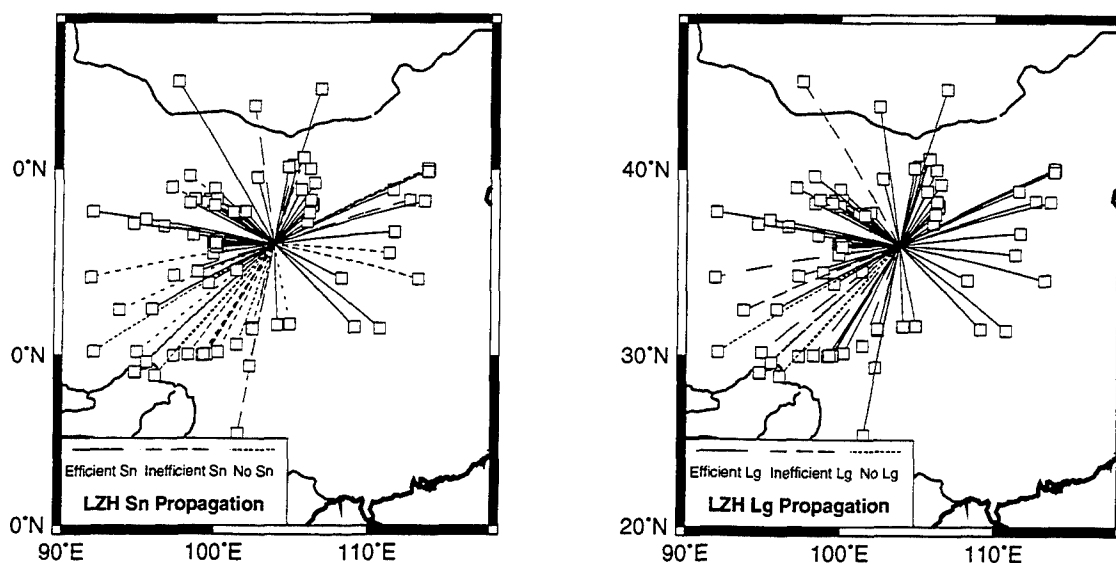 0°N
0°N
Efficient Sn Inefficient Sn No Sn
LZH Sn Propagation
0°N
90°E 100°E 110°E
40°N
30°N
Efficient Lg Inefficient Lg No Lg
LZH Lg Propagation
20°N
90°E 100°E 110°E